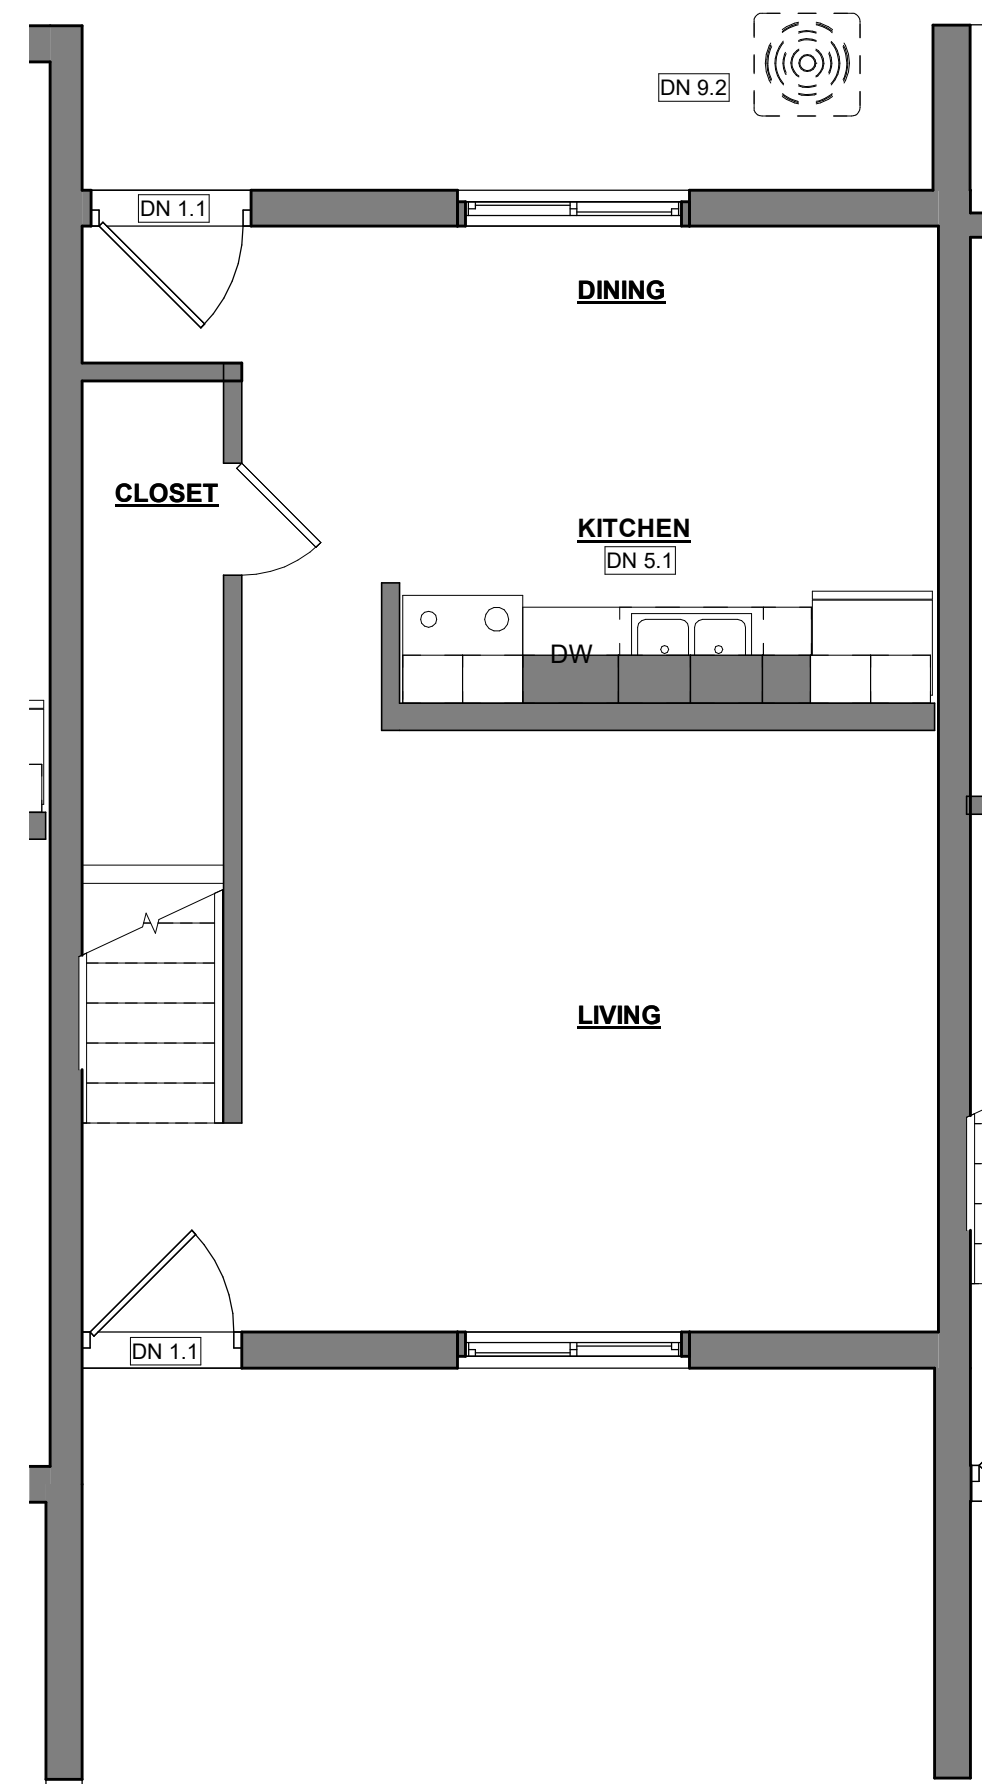 DN 9.2
DN 1.1
DINING
CLOSET
KITCHEN
DN 5.1
DW
LIVING
DN 1.1